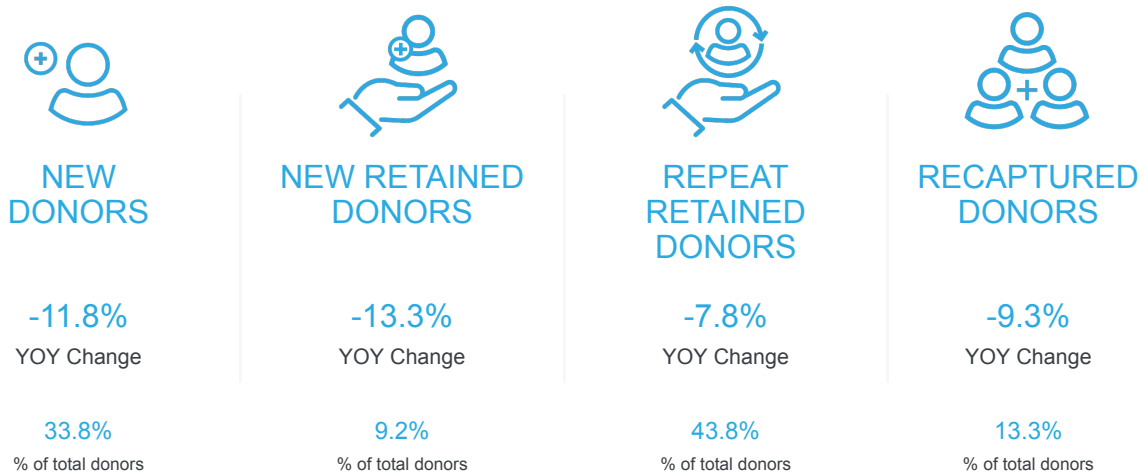 NEW
DONORS
-11.8%
YOY Change
33.8%
% of total donors
NEW RETAINED
DONORS
-13.3%
YOY Change
9.2%
% of total donors
REPEAT
RETAINED
DONORS
-7.8%
YOY Change
43.8%
% of total donors
RECAPTURED
DONORS
-9.3%
YOY Change
13.3%
% of total donors